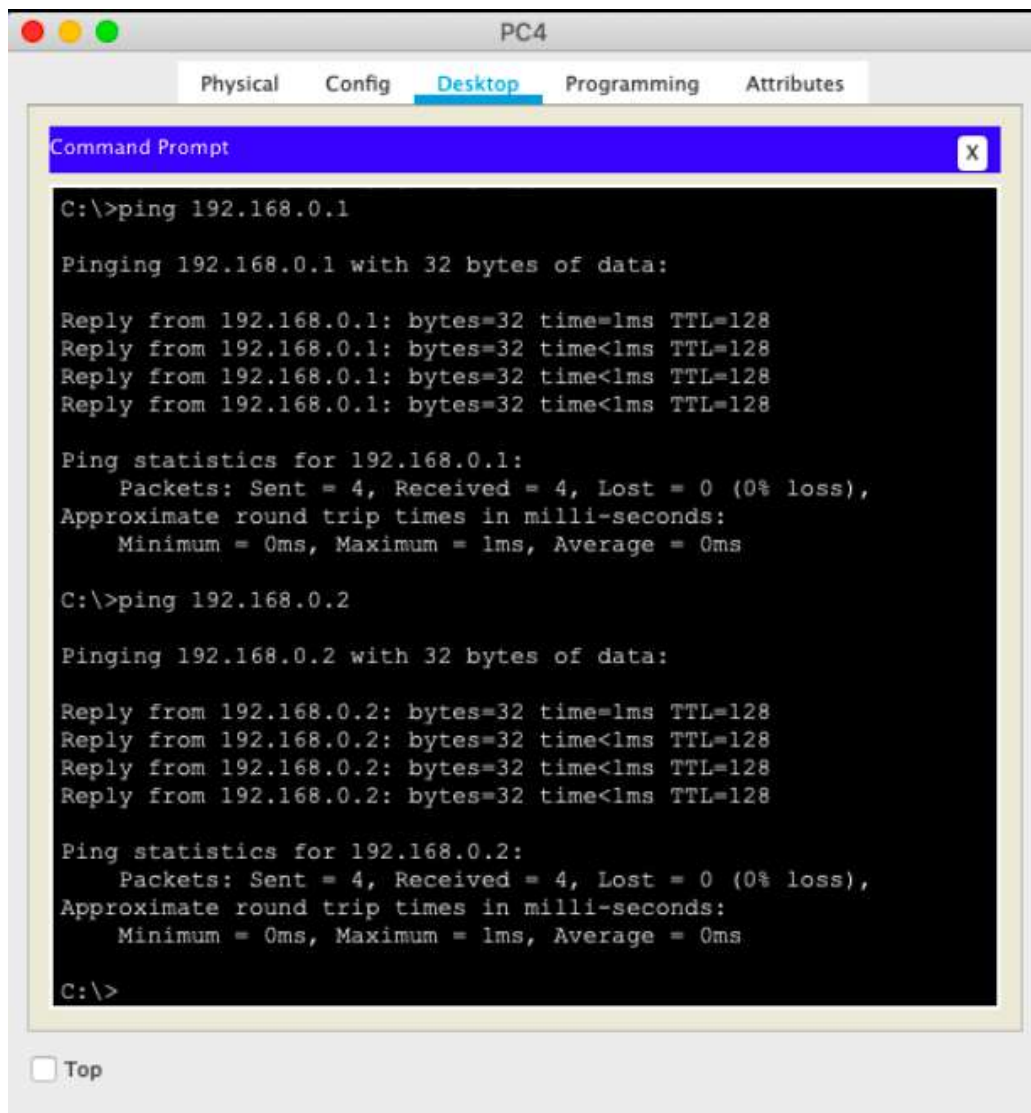 PC4
Physical Config Desktop Programming Attributes
Command Prompt X
C:\>ping 192.168.0.1
Pinging 192.168.0.1 with 32 bytes of data:
Reply from 192.168.0.1: bytes=32 time=1ms TTL=128
Reply from 192.168.0.1: bytes=32 time<1ms TTL=128
Reply from 192.168.0.1: bytes=32 time<1ms TTL=128
Reply from 192.168.0.1: bytes=32 time<1ms TTL=128
Ping statistics for 192.168.0.1:
Packets: Sent = 4, Received = 4, Lost = 0 (0% loss),
Approximate round trip times in milli-seconds:
Minimum = 0ms, Maximum = 1ms, Average = 0ms
C:\>ping 192.168.0.2
Pinging 192.168.0.2 with 32 bytes of data:
Reply from 192.168.0.2: bytes=32 time=1ms TTL=128
Reply from 192.168.0.2: bytes=32 time<1ms TTL=128
Reply from 192.168.0.2: bytes=32 time<1ms TTL=128
Reply from 192.168.0.2: bytes=32 time<1ms TTL=128
Ping statistics for 192.168.0.2:
Packets: Sent = 4, Received = 4, Lost = 0 (0% loss),
Approximate round trip times in milli-seconds:
Minimum = 0ms, Maximum = 1ms, Average = 0ms
C:\>
Top